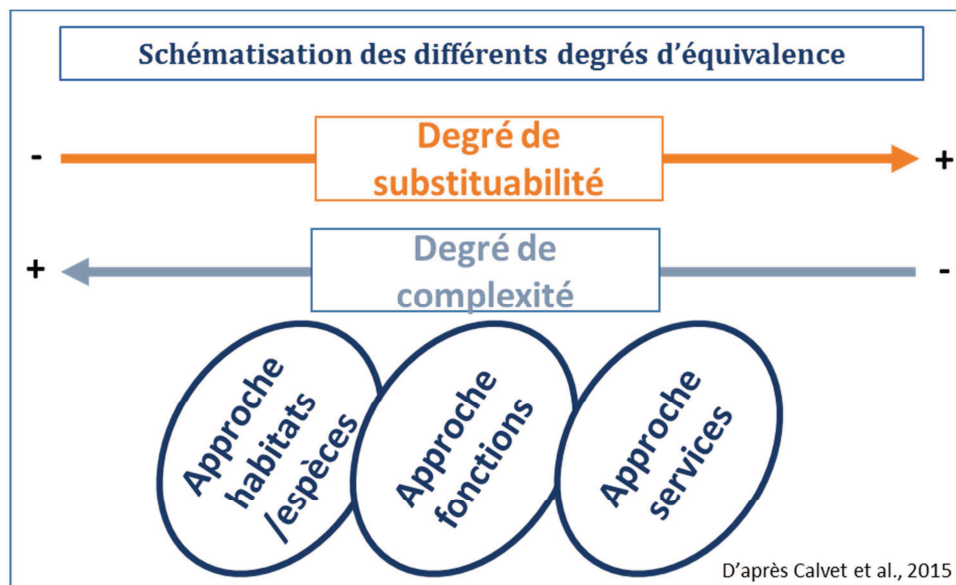 Schématisation des différents degrés d'équivalence
Degré de
substituabilité
-
+
Degré de
complexité
+
-
Approche
habitats
/espèces
Approche
fonctions
Approche
services
D'après Calvet et al., 2015